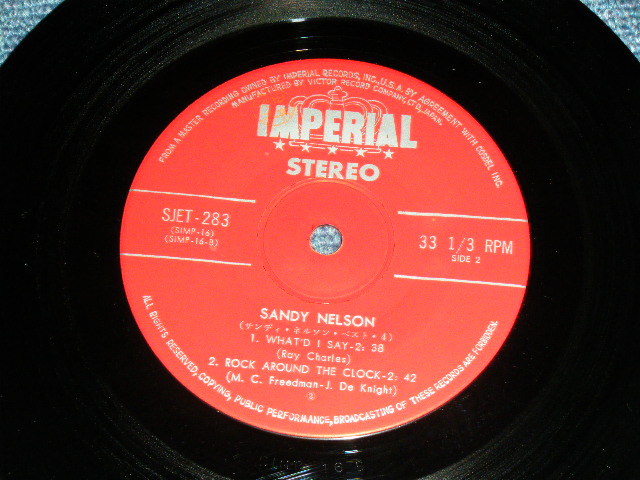 FROM A MASTER RECORDING OWNED BY IMPERIAL RECORDS, INC., U.S.A. BY AGREEMENT WITH COSDEL INC.
MANUFACTURED BY VICTOR RECORD COMPANY, LTD., JAPAN.
IMPERIAL
STEREO
SJET-283
(SIMP-16)
(SIMP-16-B)
33 1/3 RPM
SIDE 2
SANDY NELSON
(サンディ・ネルソン・ベスト・4)
1. WHAT'D I SAY-2: 38
(Ray Charles)
2. ROCK AROUND THE CLOCK-2: 42
(M. C. Freedman-J. De Knight)
②
ALL RIGHTS RESERVED, COPYING, PUBLIC PERFORMANCE, BROADCASTING OF THESE RECORDS ARE FORBIDDEN.